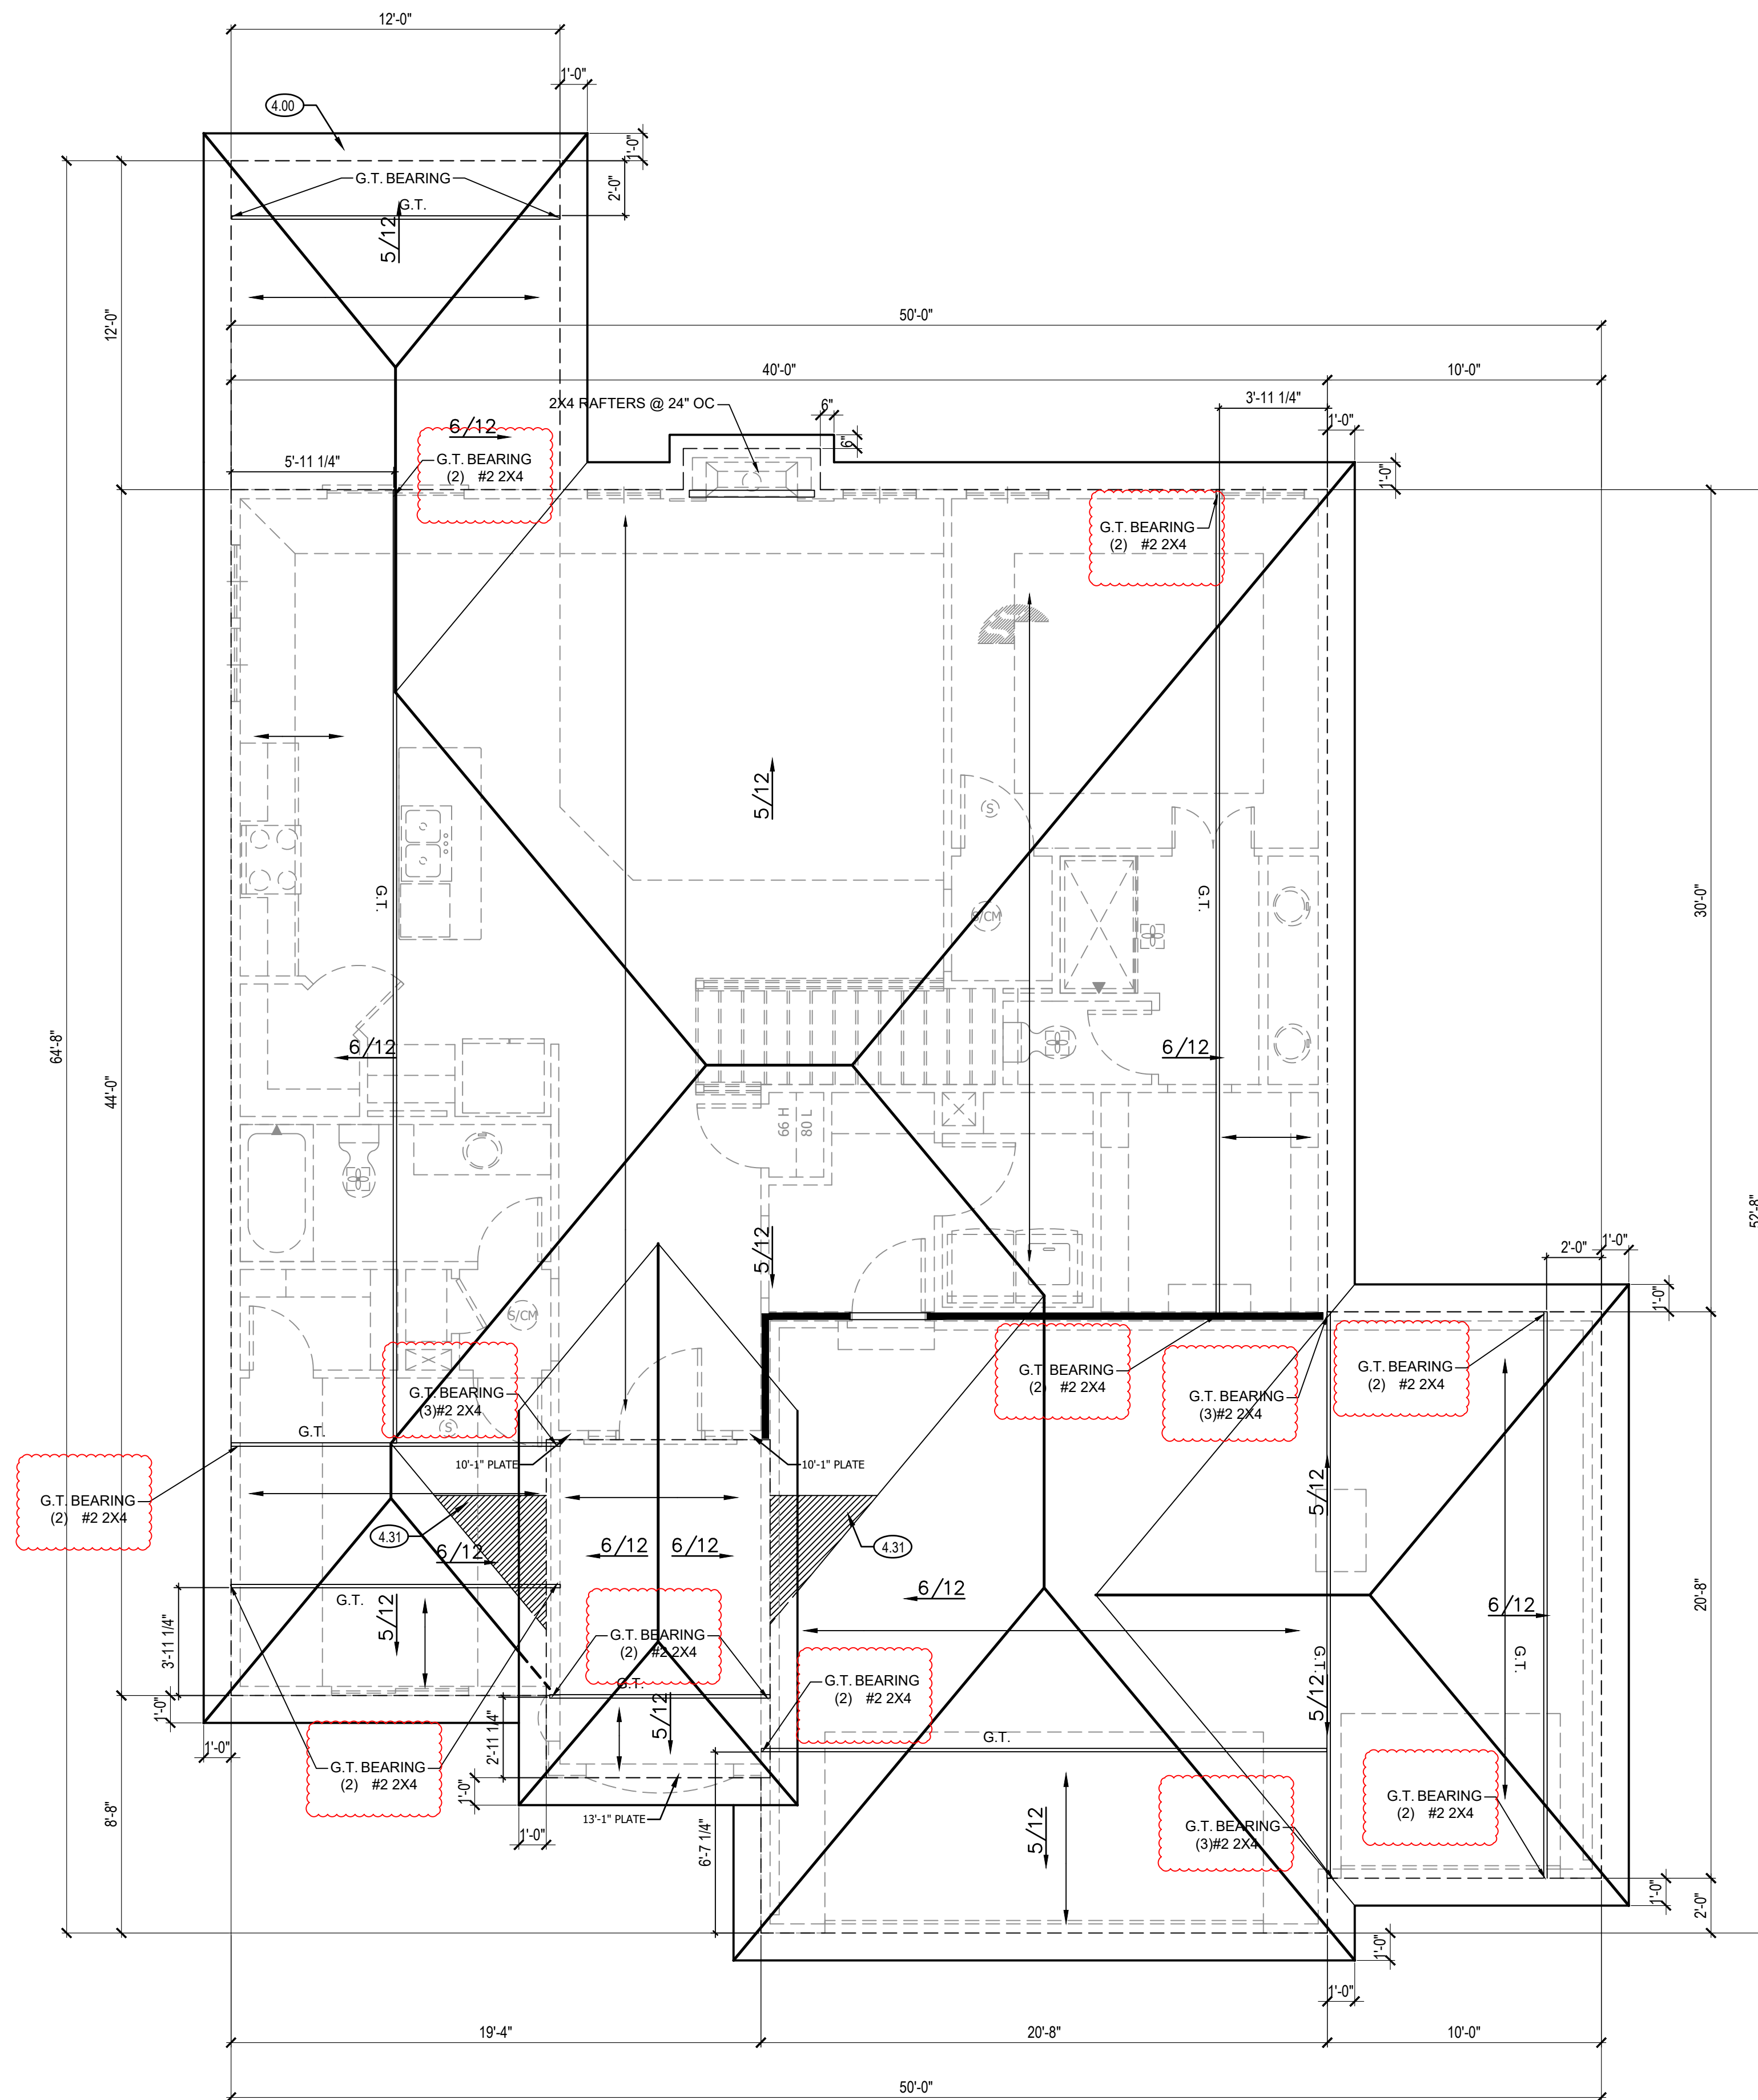 12'-0"
1'-0"
4.00
1'-0"
G.T. BEARING
G.T.
2'-0"
5/12
12'-0"
50'-0"
40'-0"
10'-0"
3'-11 1/4"
2X4 RAFTERS @ 24" OC
6"
1'-0"
6/12
6"
G.T. BEARING
(2) #2 2X4
5'-11 1/4"
1'-0"
G.T. BEARING
(2) #2 2X4
5/12
S
G.T.
G.T.
S/CM
30'-0"
64'-8"
44'-0"
6/12
6/12
66 H
80 L
52'-8"
5/12
1'-0"
2'-0"
1'-0"
S/CM
G.T. BEARING
(2) #2 2X4
G.T. BEARING
(2) #2 2X4
G.T. BEARING
(3)#2 2X4
G.T. BEARING
(3)#2 2X4
S
G.T.
10'-1" PLATE
10'-1" PLATE
G.T. BEARING
(2) #2 2X4
5/12
4.31
4.31
6/12
6/12
6/12
6/12
6/12
G.T.
5/12
20'-8"
3'-11 1/4"
G.T. BEARING
(2) #2 2X4
G.T.
G.T.
G.T.
G.T. BEARING
(2) #2 2X4
5/12
5/12
1'-0"
1'-0"
2'-11 1/4"
G.T.
G.T. BEARING
(2) #2 2X4
1'-0"
13'-1" PLATE
1'-0"
8'-8"
6'-7 1/4"
5/12
G.T. BEARING
(3)#2 2X4
G.T. BEARING
(2) #2 2X4
1'-0"
2'-0"
1'-0"
1'-0"
19'-4"
20'-8"
10'-0"
50'-0"